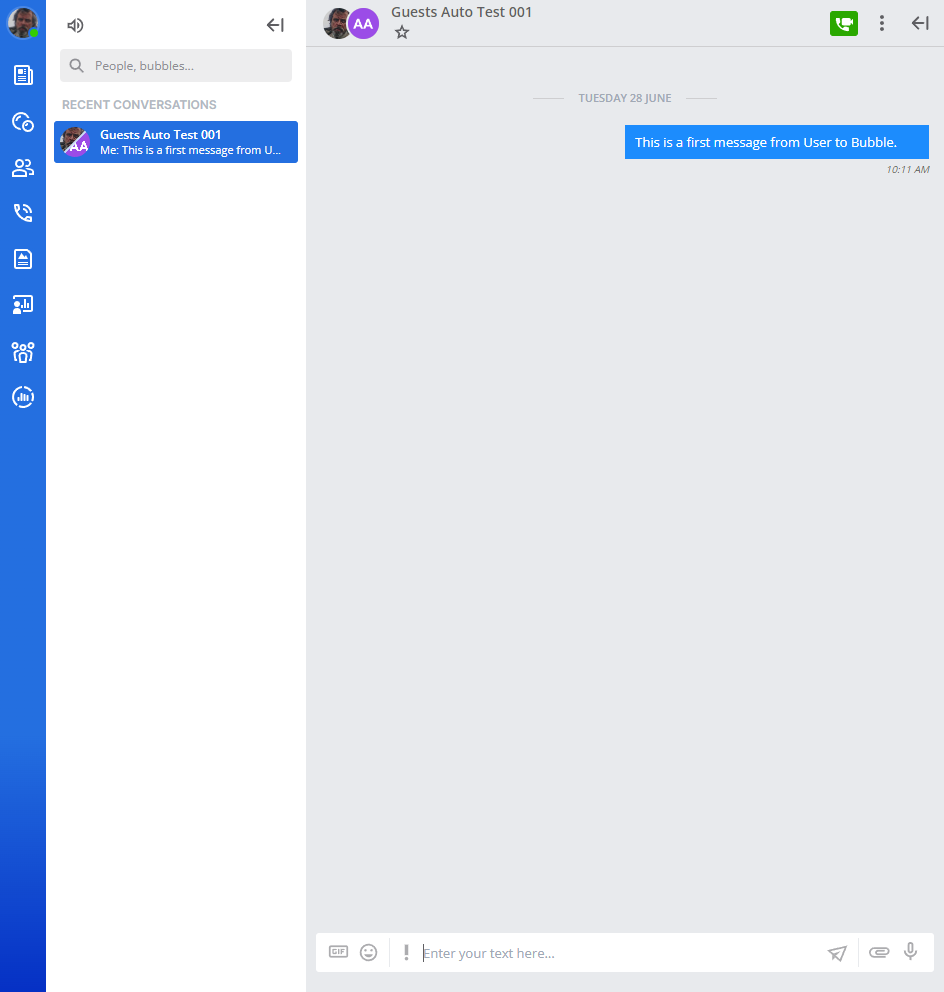 People, bubbles...
RECENT CONVERSATIONS
AA
Guests Auto Test 001
Me: This is a first message from U...
AA
Guests Auto Test 001
TUESDAY 28 JUNE
This is a first message from User to Bubble.
10:11 AM
GIF
Enter your text here...